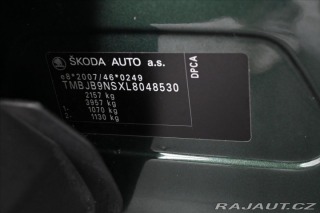 ŠKODA AUTO a.s.
e8*2007/46*0249
TMBJB9NSXL8048530
2157 kg
3957 kg
1: 1070 kg
2: 1130 kg
DPCA
RAJAUT.CZ